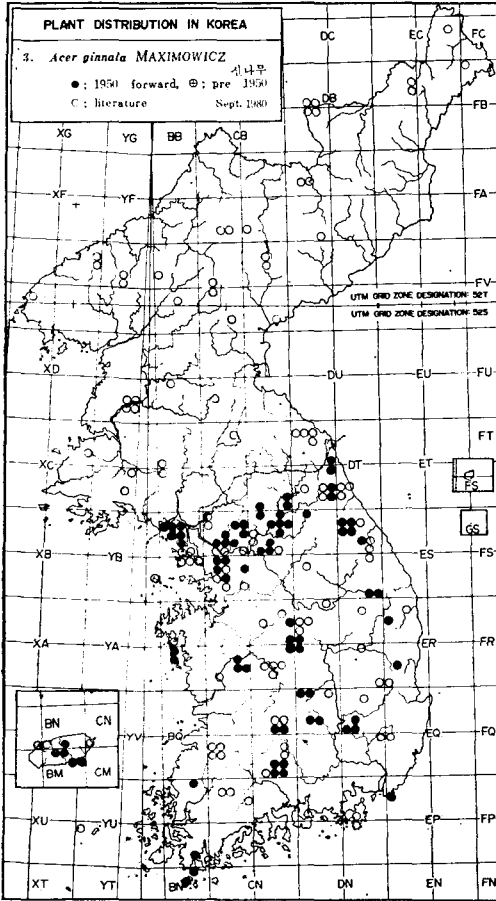 PLANT DISTRIBUTION IN KOREA
3. Acer ginnala MAXIMOWICZ
신나무
● ; 1950 forward, ⊕ ; pre 1950
C ; literature Sept. 1980
DC EC FC
DB FB
XG YG BB CB
XF YF FA
FV
UTM GRID ZONE DESIGNATION: 52T
UTM GRID ZONE DESIGNATION: 52S
XD DU EU FU
FT
XC DT ET
FS
GS
XB YB ES FS
XA YA ER FR
BN CN
YV BQ EQ FQ
BM CM
XU YU EP FP
XT YT BN CN DN EN FN